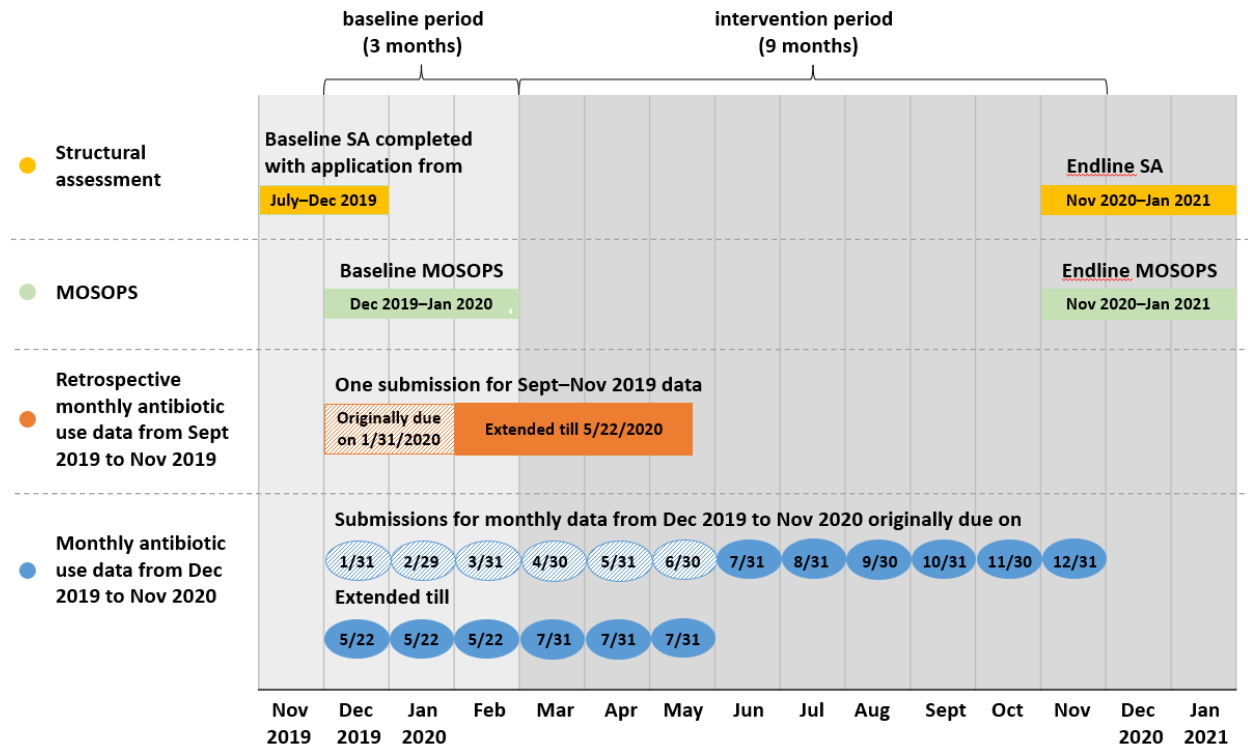 baseline period
(3 months)
intervention period
(9 months)
Structural
assessment
Baseline SA completed
with application from
July–Dec 2019
Endline SA
Nov 2020–Jan 2021
MOSOPS
Baseline MOSOPS
Dec 2019–Jan 2020
Endline MOSOPS
Nov 2020–Jan 2021
Retrospective
monthly antibiotic
use data from Sept
2019 to Nov 2019
One submission for Sept–Nov 2019 data
Originally due
on 1/31/2020
Extended till 5/22/2020
Monthly antibiotic
use data from Dec
2019 to Nov 2020
Submissions for monthly data from Dec 2019 to Nov 2020 originally due on
1/31 2/29 3/31 4/30 5/31 6/30 7/31 8/31 9/30 10/31 11/30 12/31
Extended till
5/22 5/22 5/22 7/31 7/31 7/31
Nov Dec Jan Feb Mar Apr May Jun Jul Aug Sept Oct Nov Dec Jan
2019 2019 2020 2020 2021